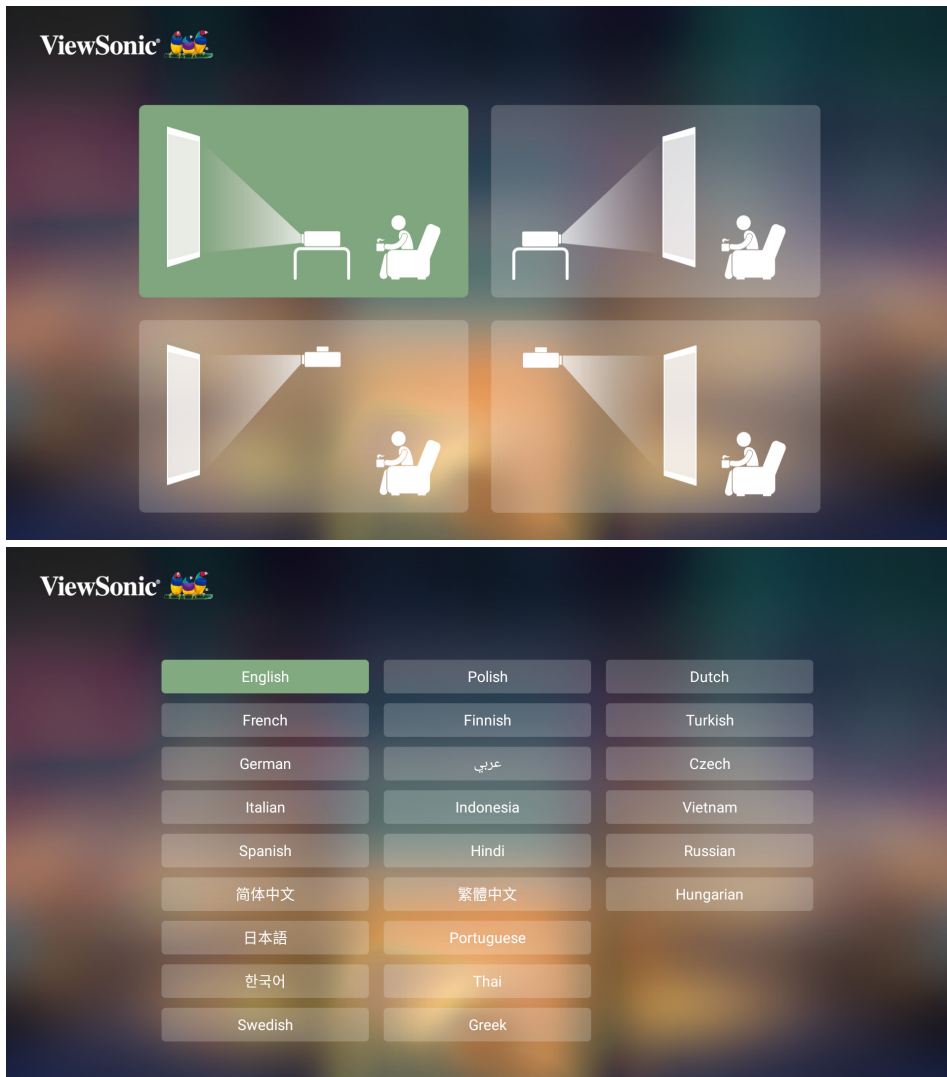 ViewSonic®
ViewSonic®
English Polish Dutch
French Finnish Turkish
German عربي Czech
Italian Indonesia Vietnam
Spanish Hindi Russian
简体中文 繁體中文 Hungarian
日本語 Portuguese
한국어 Thai
Swedish Greek